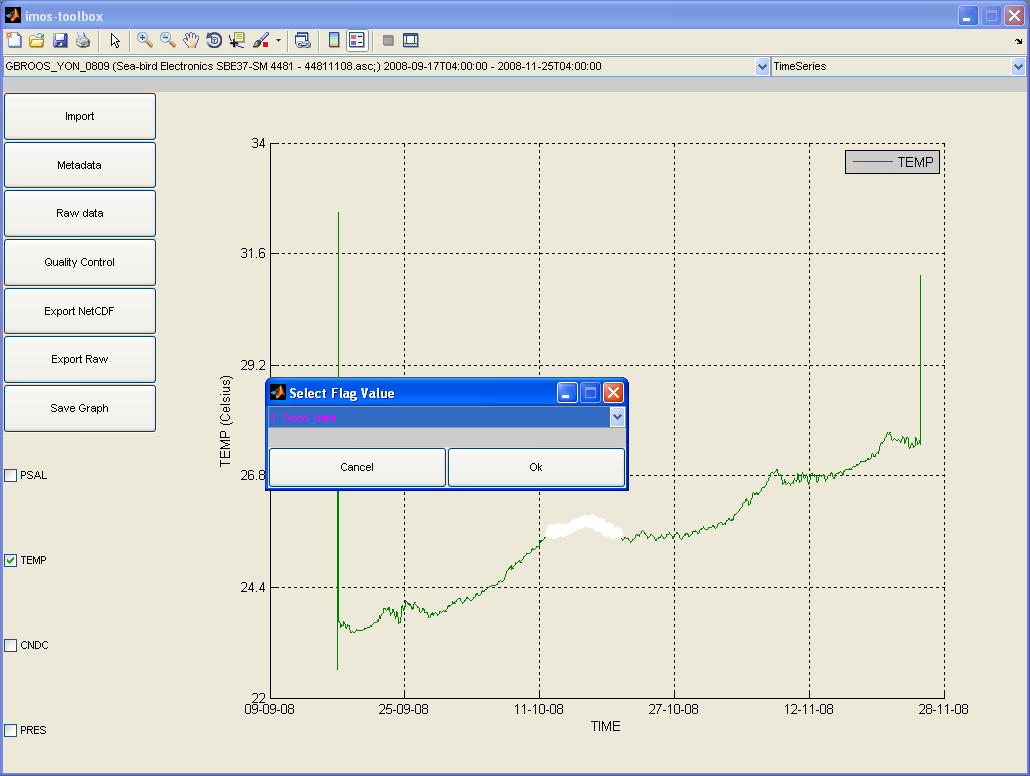 imos-toolbox
GBROOS_YON_0809 (Sea-bird Electronics SBE37-SM 4481 - 44811108.asc;) 2008-09-17T04:00:00 - 2008-11-25T04:00:00
TimeSeries
Import
Metadata
Raw data
Quality Control
Export NetCDF
Export Raw
Save Graph
PSAL
TEMP
CNDC
PRES
34
31.6
29.2
26.8
24.4
22
TEMP (Celsius)
TEMP
Select Flag Value
Cancel
Ok
09-09-08
25-09-08
11-10-08
27-10-08
12-11-08
28-11-08
TIME